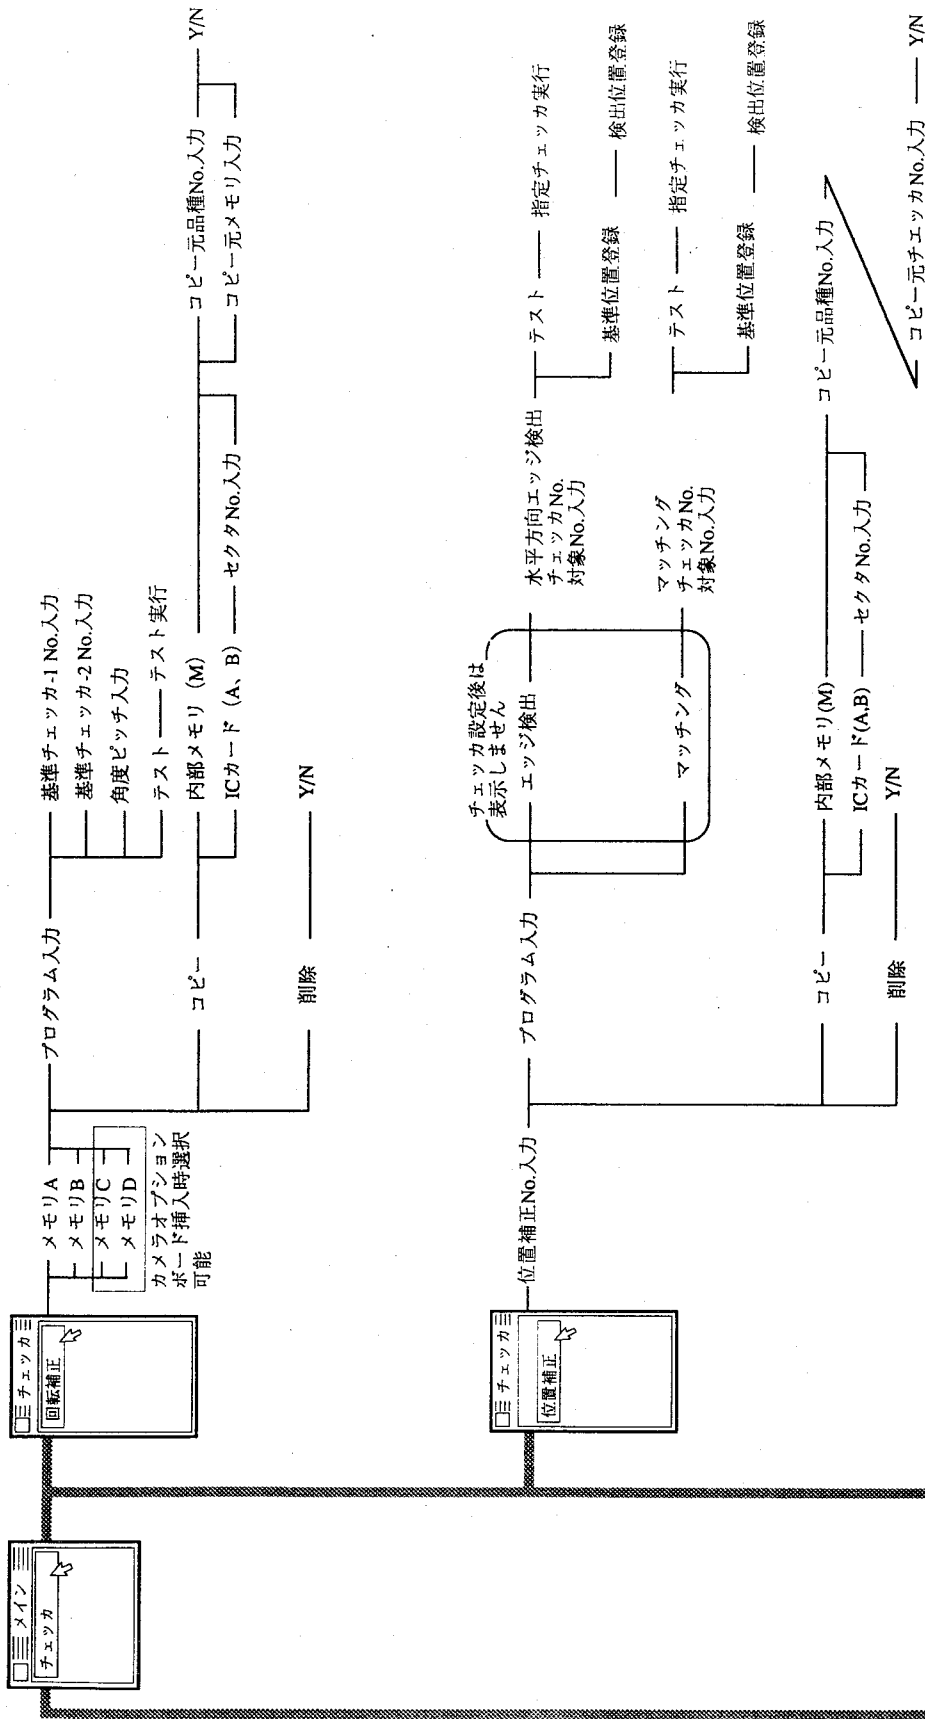 メイン
チェッカ
チェッカ
回転補正
メモリA
メモリB
メモリC
メモリD
カメラオプション
ボード挿入時選択
可能
プログラム入力
基準チェッカ-1 No.入力
基準チェッカ-2 No.入力
角度ピッチ入力
テスト
テスト実行
コピー
内部メモリ (M)
コピー元品種No.入力
Y/N
ICカード (A、B)
セクタNo.入力
コピー元メモリ入力
削除
Y/N
チェッカ
位置補正
位置補正No.入力
プログラム入力
チェッカ設定後は
表示しません
エッジ検出
水平方向エッジ検出
チェッカNo.
対象No.入力
テスト
指定チェッカ実行
基準位置登録
検出位置登録
マッチング
マッチング
チェッカNo.
対象No.入力
テスト
指定チェッカ実行
基準位置登録
検出位置登録
コピー
内部メモリ(M)
コピー元品種No.入力
ICカード(A,B)
セクタNo.入力
コピー元チェッカNo.入力
Y/N
削除
Y/N